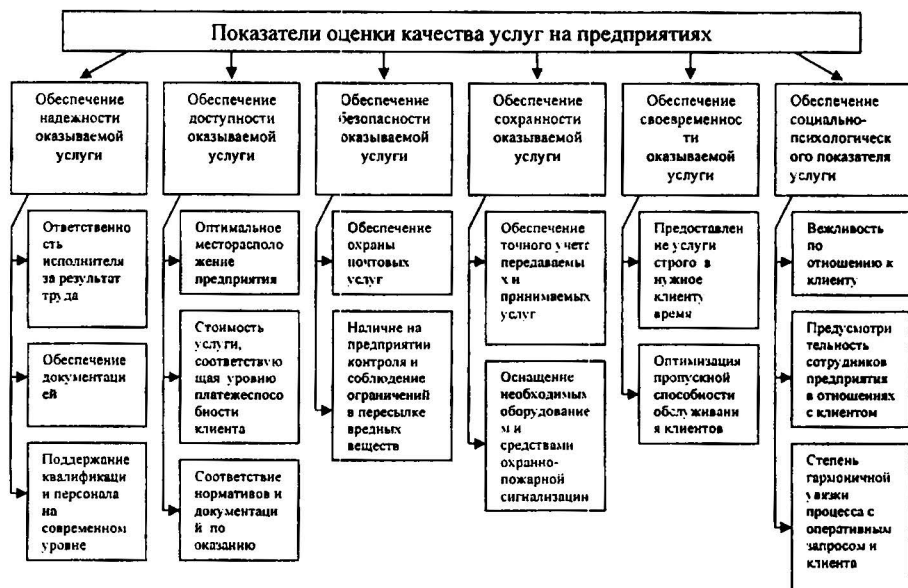 Показатели оценки качества услуг на предприятиях
Обеспечение
надежности
оказываемой
услуги
Обеспечение
доступности
оказываемой
услуги
Обеспечение
безопасности
оказываемой
услуги
Обеспечение
сохранности
оказываемой
услуги
Обеспечение
своевременнос
ти
оказываемой
услуги
Обеспечение
социально-
психологичес
кого показателя
услуги
Ответственно
сть
исполнителя
за результат
труда
Обеспечение
документаци
ей
Поддержание
квалификаци
и персонала
на
современном
уровне
Оптимальное
месторасполо
жение
предприятия
Стоимость
услуги,
соответствую
щая уровню
платежеспосо
бности
клиента
Соответствие
нормативов и
документаци
й по
оказанию
Обеспечение
охраны
почтовых
услуг
Наличие на
предприятии
контроля и
соблюдение
ограничений
в пересылке
вредных
веществ
Обеспечение
точного учета
передаваемы
х и
принимаемых
услуг
Оснащение
необходимых
оборудование
м и
средствами
охранно-
пожарной
сигнализации
Предоставлен
ие услуги
строго в
нужное
клиенту
время
Оптимизация
пропускной
способности
обслуживани
я клиентов
Вежливость
по
отношению к
клиенту
Предусмотри
тельность
сотрудников
предприятия
в отношениях
с клиентом
Степень
гармоничной
увязки
процесса с
оперативным
запросом и
клиента